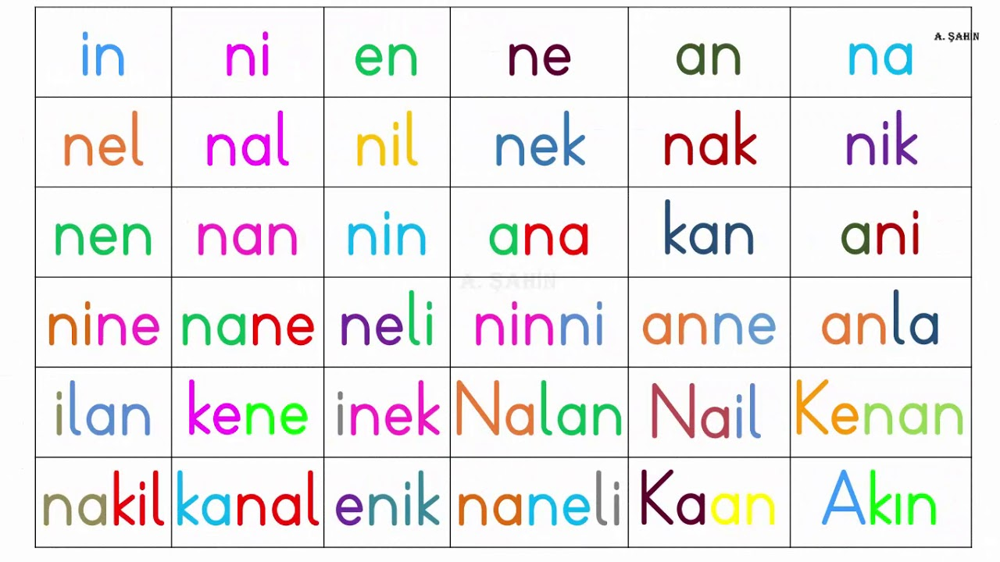 in ni en ne an na
A. ŞAHİN
nel nal nil nek nak nik
nen nan nin ana kan ani
A. ŞAHİN
nine nane neli ninni anne anla
ilan kene inek Nalan Nail Kenan
nakil kanal enik naneli Kaan Akın